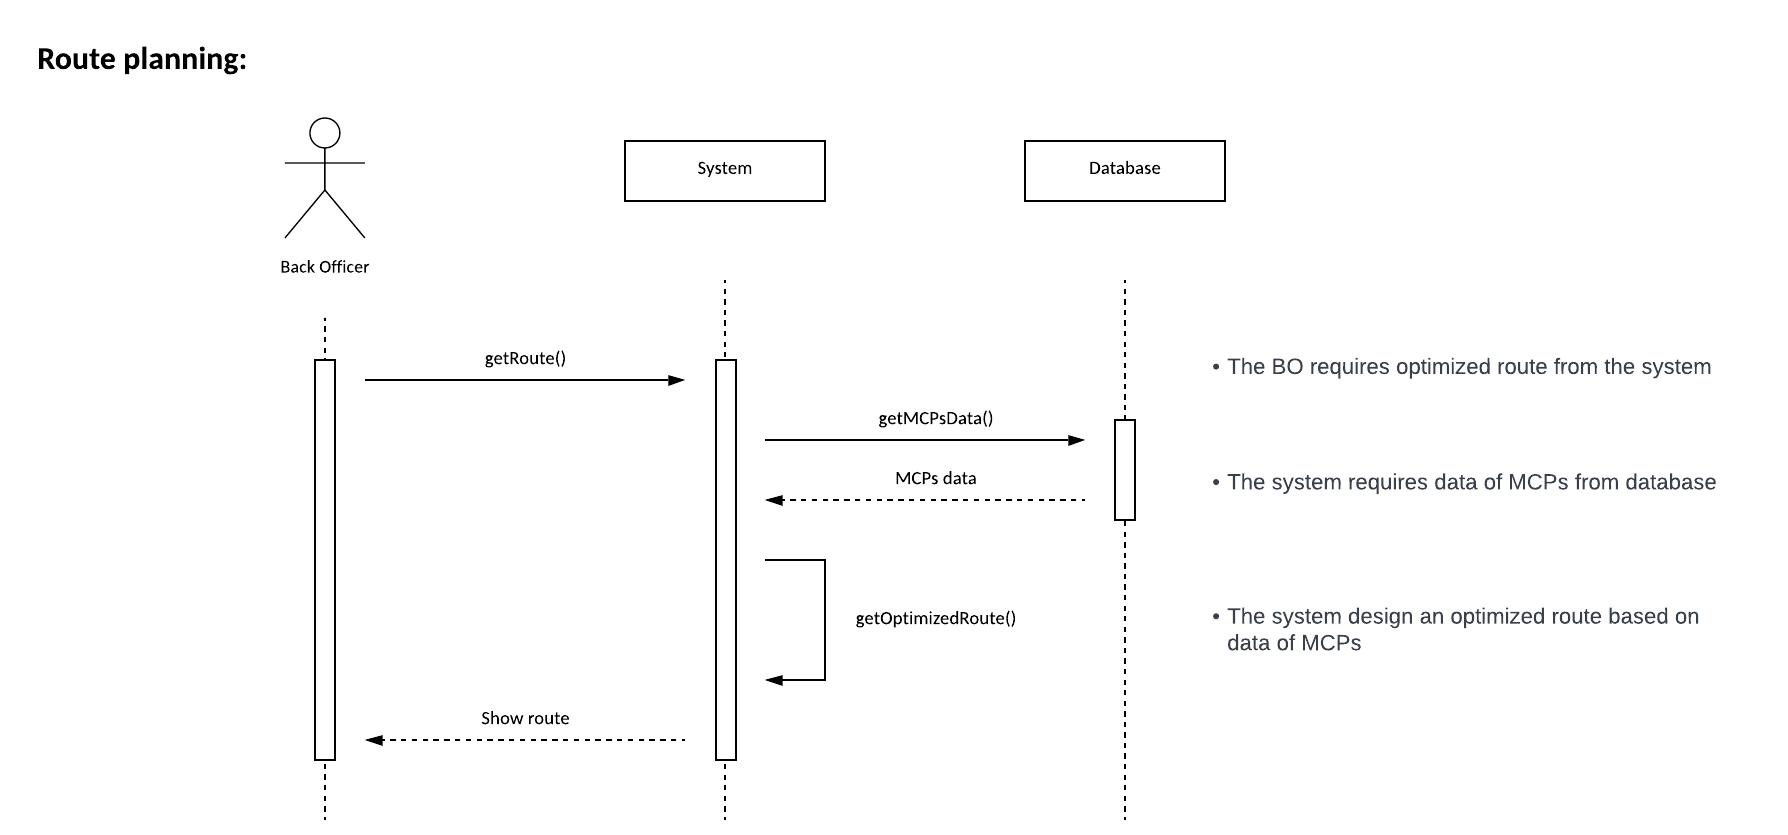 Route planning:
System
Database
Back Officer
getRoute()
• The BO requires optimized route from the system
getMCPsData()
MCPs data
• The system requires data of MCPs from database
getOptimizedRoute()
• The system design an optimized route based on
data of MCPs
Show route